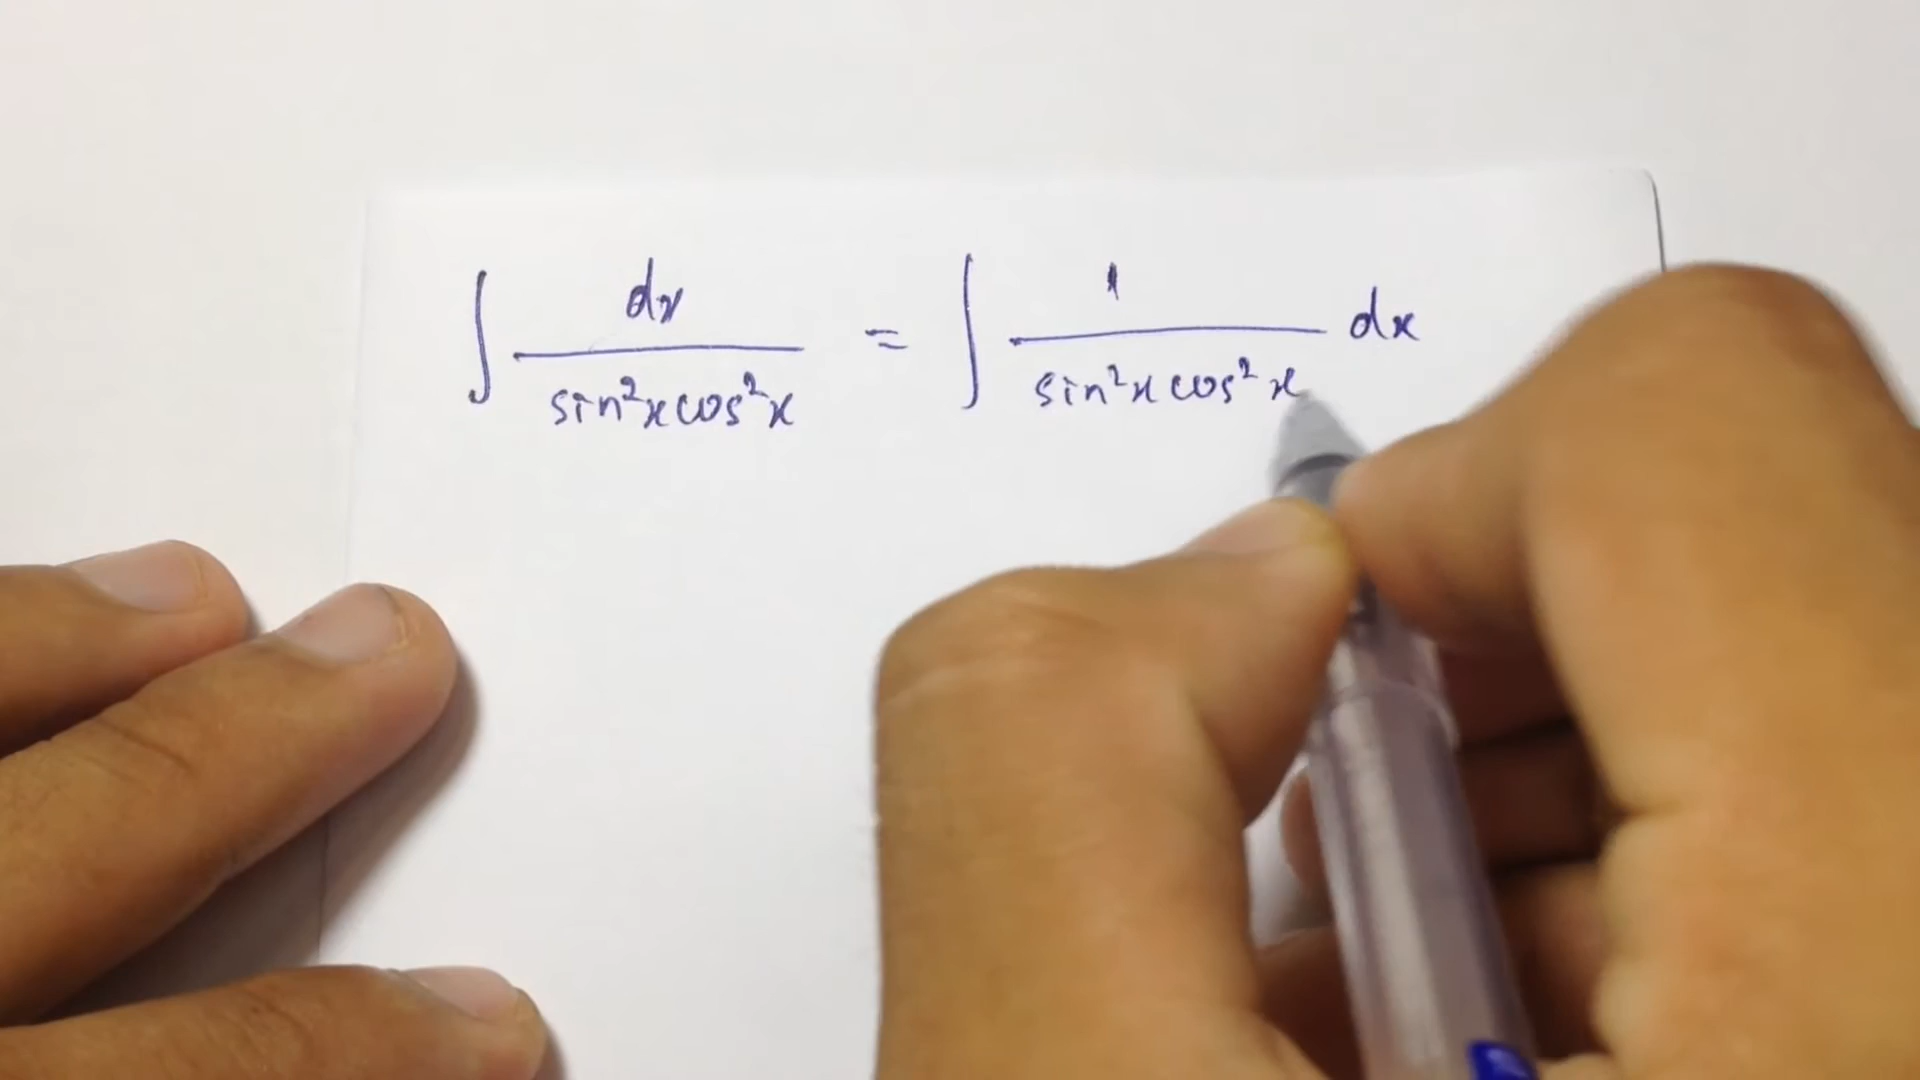 ∫ dx / sin²x cos²x = ∫ 1 / sin²x cos²x dx